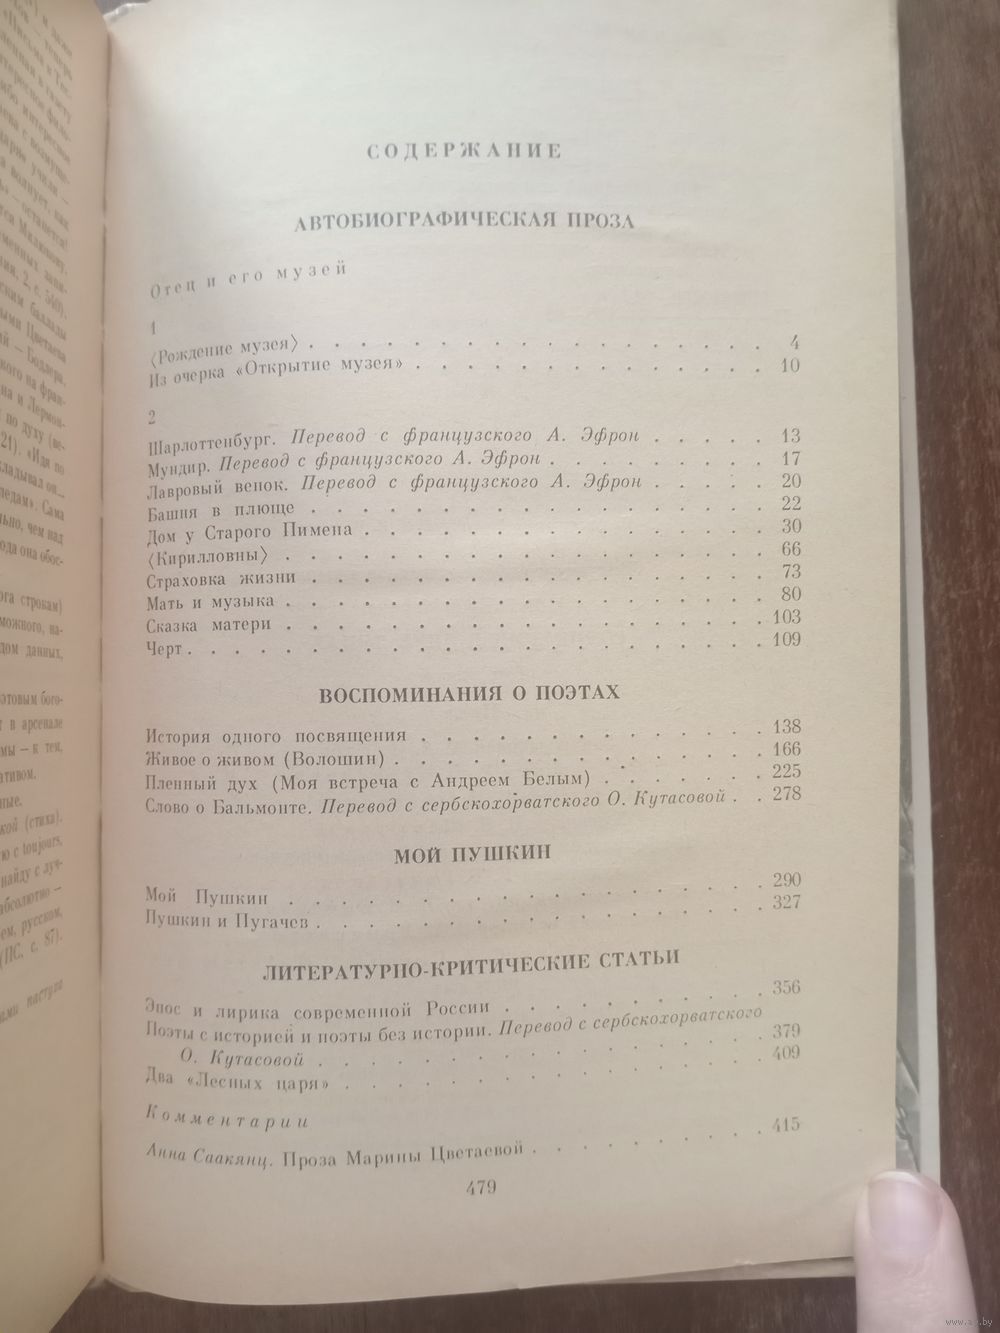 СОДЕРЖАНИЕ
АВТОБИОГРАФИЧЕСКАЯ ПРОЗА
Отец и его музей
1
〈Рождение музея〉 . . . . . . . . . . . . . . . . 4
Из очерка «Открытие музея» . . . . . . . . . . . . 10
2
Шарлоттенбург. Перевод с французского А. Эфрон . . . . . 13
Мундир. Перевод с французского А. Эфрон . . . . . . . . 17
Лавровый венок. Перевод с французского А. Эфрон . . . . . 20
Башня в плюще . . . . . . . . . . . . . . . . 22
Дом у Старого Пимена . . . . . . . . . . . . . . 30
〈Кирилловны〉 . . . . . . . . . . . . . . . . . 66
Страховка жизни . . . . . . . . . . . . . . . . 73
Мать и музыка . . . . . . . . . . . . . . . . . 80
Сказка матери . . . . . . . . . . . . . . . . . 103
Черт . . . . . . . . . . . . . . . . . . . . . 109
ВОСПОМИНАНИЯ О ПОЭТАХ
История одного посвящения . . . . . . . . . . . . 138
Живое о живом (Волошин) . . . . . . . . . . . . . 166
Пленный дух (Моя встреча с Андреем Белым) . . . . . . 225
Слово о Бальмонте. Перевод с сербскохорватского О. Кутасовой . . 278
МОЙ ПУШКИН
Мой Пушкин . . . . . . . . . . . . . . . . . 290
Пушкин и Пугачев . . . . . . . . . . . . . . . 327
ЛИТЕРАТУРНО-КРИТИЧЕСКИЕ СТАТЬИ
Эпос и лирика современной России . . . . . . . . . 356
Поэты с историей и поэты без истории. Перевод с сербскохорватского
О. Кутасовой . . . . . . . . . . . . . . . . 379
Два «Лесных царя» . . . . . . . . . . . . . . . 409
Комментарии
Анна Саакянц. Проза Марины Цветаевой . . . . . . . . 415
479